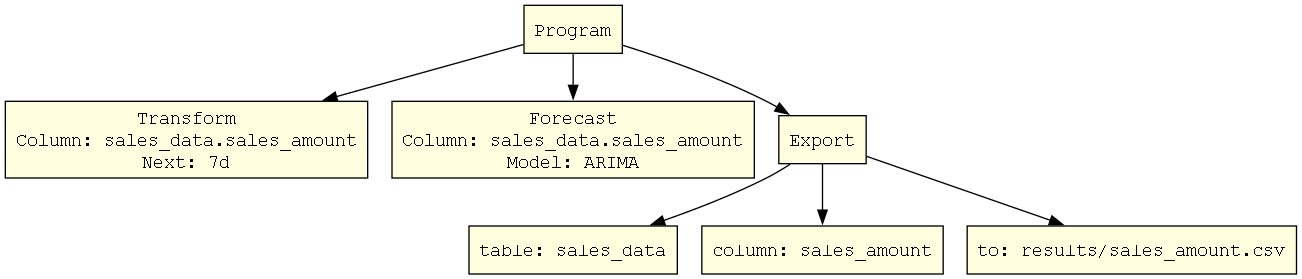 Program
Transform
Column: sales_data.sales_amount
Next: 7d
Forecast
Column: sales_data.sales_amount
Model: ARIMA
Export
table: sales_data
column: sales_amount
to: results/sales_amount.csv